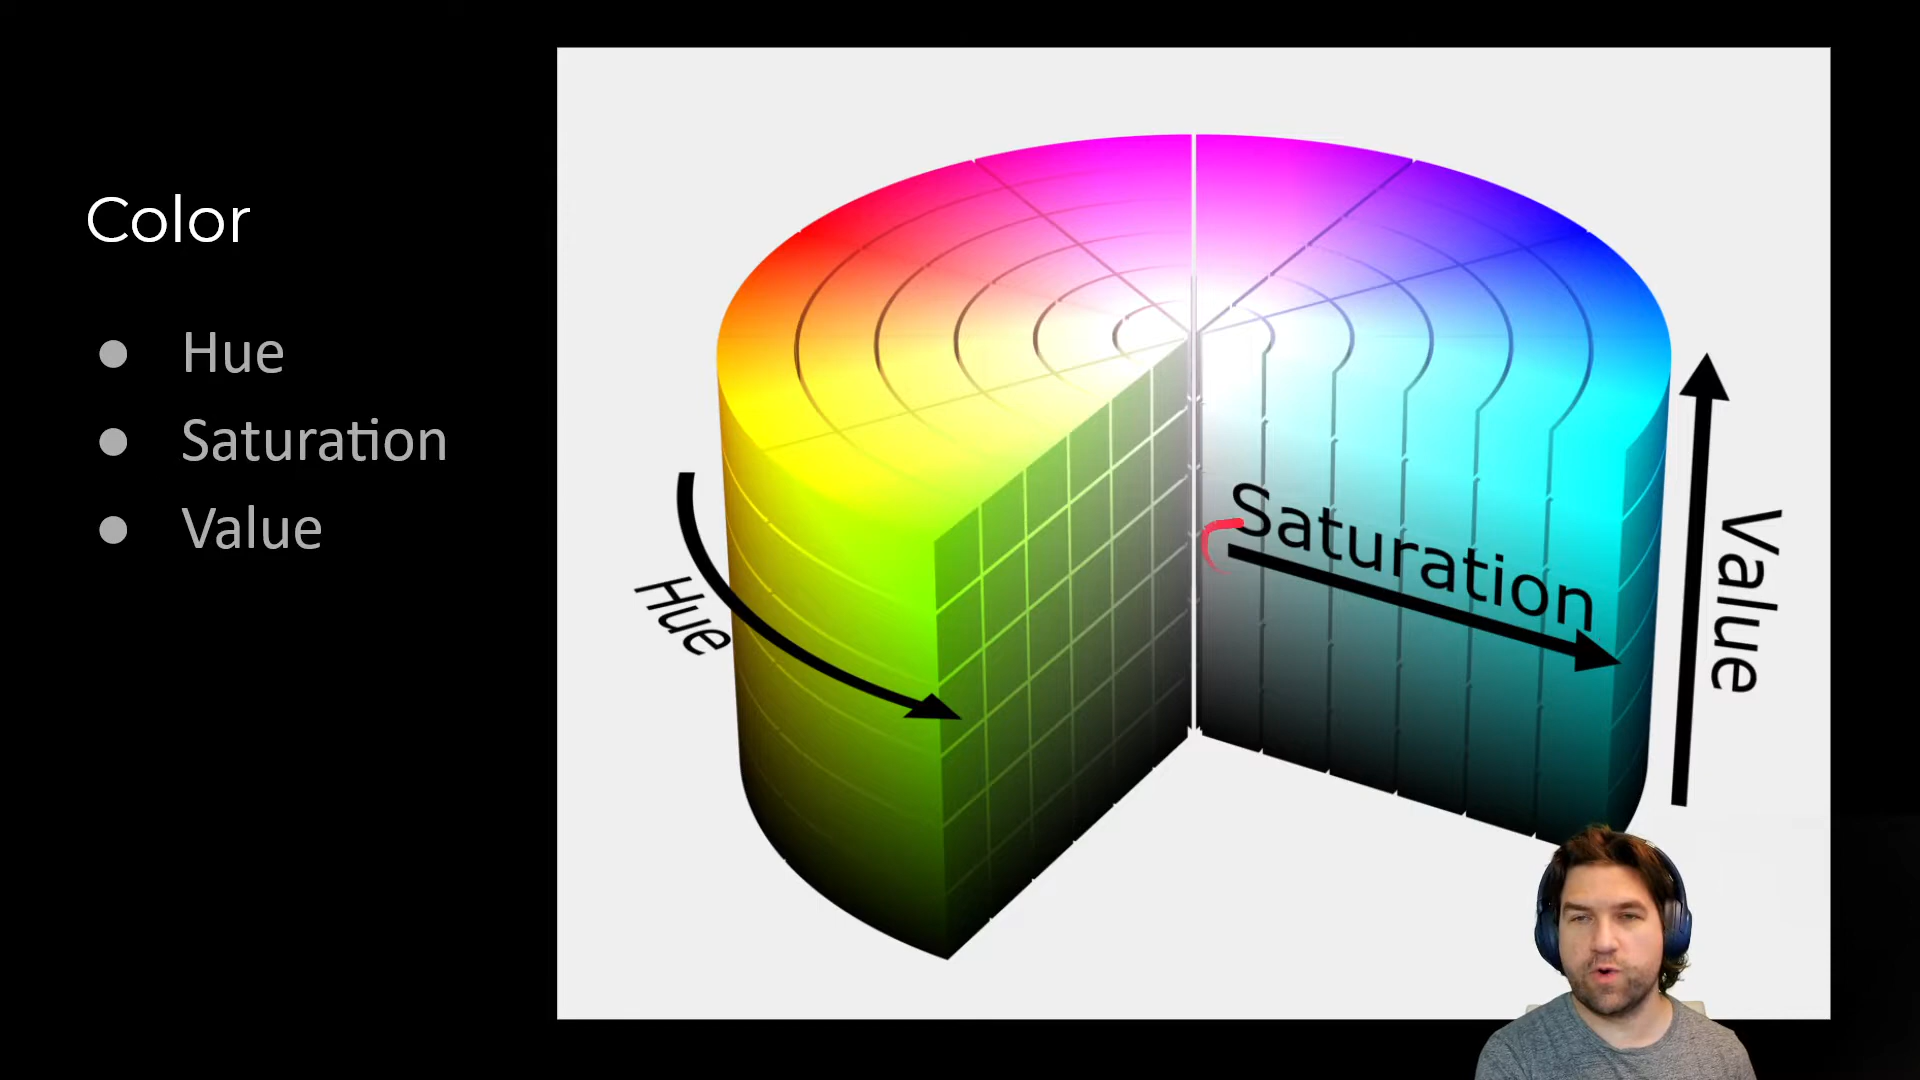 Color
Hue
Saturation
Value
Hue
Saturation
Value